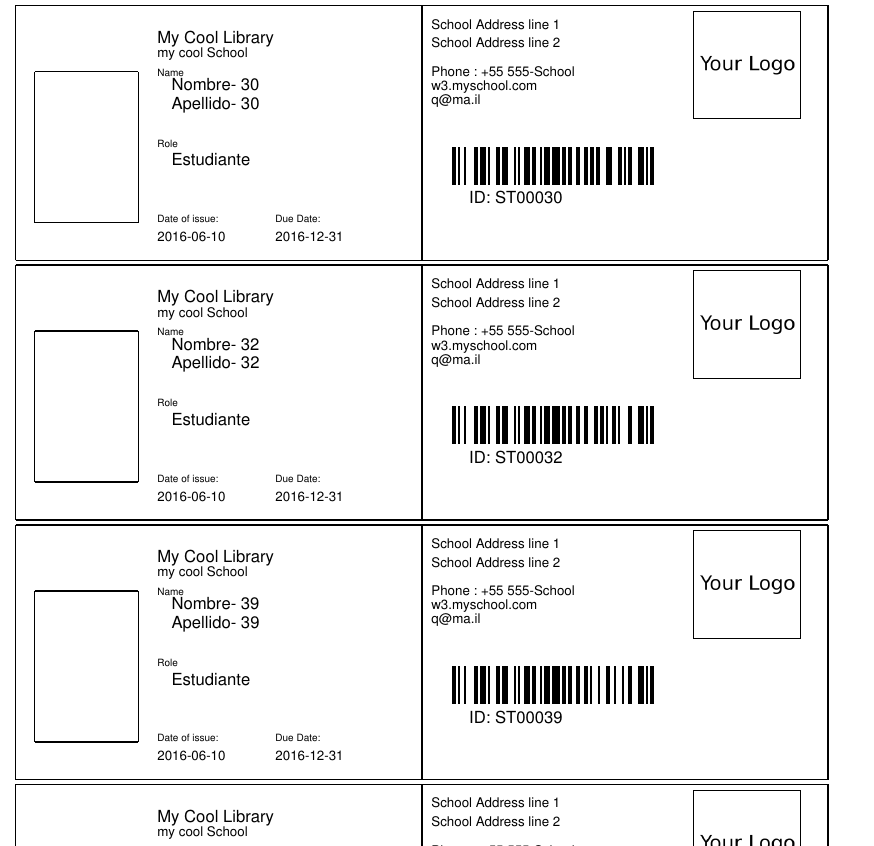 My Cool Library
my cool School
Name
Nombre- 30
Apellido- 30
Role
Estudiante
Date of issue: Due Date:
2016-06-10 2016-12-31
School Address line 1
School Address line 2
Phone : +55 555-School
w3.myschool.com
q@ma.il
Your Logo
ID: ST00030
My Cool Library
my cool School
Name
Nombre- 32
Apellido- 32
Role
Estudiante
Date of issue: Due Date:
2016-06-10 2016-12-31
School Address line 1
School Address line 2
Phone : +55 555-School
w3.myschool.com
q@ma.il
Your Logo
ID: ST00032
My Cool Library
my cool School
Name
Nombre- 39
Apellido- 39
Role
Estudiante
Date of issue: Due Date:
2016-06-10 2016-12-31
School Address line 1
School Address line 2
Phone : +55 555-School
w3.myschool.com
q@ma.il
Your Logo
ID: ST00039
My Cool Library
my cool School
School Address line 1
School Address line 2
Your Logo